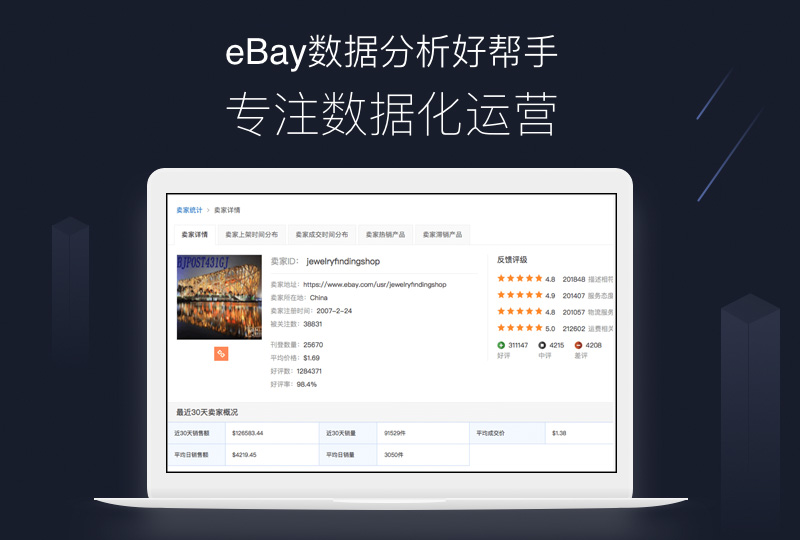 eBay数据分析好帮手
专注数据化运营
卖家统计 > 卖家详情
卖家详情 卖家上架时间分布 卖家成交时间分布 卖家热销产品 卖家滞销产品
BJPOST431GJ
卖家ID: jewelryfindingshop
卖家地址: https://www.ebay.com/usr/jewelryfindingshop
卖家所在地: China
卖家注册时间: 2007-2-24
被关注数: 38831
刊登数量: 25670
平均价格: $1.69
好评数: 1284371
好评率: 98.4%
反馈评级
4.8 201848 描述相符
4.9 201407 服务态度
4.8 201057 物流服务
5.0 212602 运费相关
311147 4215 4208
好评 中评 差评
最近30天卖家概况
近30天销售额 $126583.44 近30天销量 91529件 平均成交价 $1.38
平均日销售额 $4219.45 平均日销量 3050件